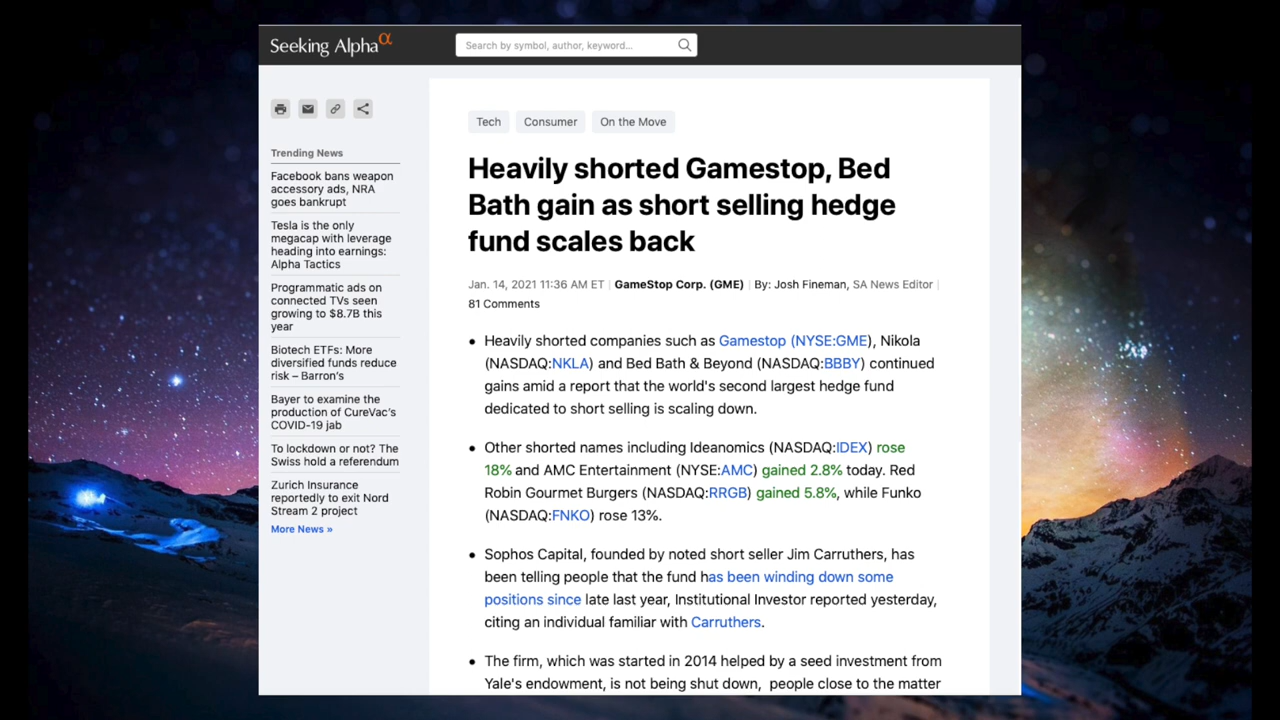 Seeking Alpha α
Search by symbol, author, keyword...
Trending News
Facebook bans weapon
accessory ads, NRA
goes bankrupt
Tesla is the only
megacap with leverage
heading into earnings:
Alpha Tactics
Programmatic ads on
connected TVs seen
growing to $8.7B this
year
Biotech ETFs: More
diversified funds reduce
risk – Barron's
Bayer to examine the
production of CureVac's
COVID-19 jab
To lockdown or not? The
Swiss hold a referendum
Zurich Insurance
reportedly to exit Nord
Stream 2 project
More News »
Tech Consumer On the Move
Heavily shorted Gamestop, Bed
Bath gain as short selling hedge
fund scales back
Jan. 14, 2021 11:36 AM ET | GameStop Corp. (GME) | By: Josh Fineman, SA News Editor |
81 Comments
• Heavily shorted companies such as Gamestop (NYSE:GME), Nikola
(NASDAQ:NKLA) and Bed Bath & Beyond (NASDAQ:BBBY) continued
gains amid a report that the world's second largest hedge fund
dedicated to short selling is scaling down.
• Other shorted names including Ideanomics (NASDAQ:IDEX) rose
18% and AMC Entertainment (NYSE:AMC) gained 2.8% today. Red
Robin Gourmet Burgers (NASDAQ:RRGB) gained 5.8%, while Funko
(NASDAQ:FNKO) rose 13%.
• Sophos Capital, founded by noted short seller Jim Carruthers, has
been telling people that the fund has been winding down some
positions since late last year, Institutional Investor reported yesterday,
citing an individual familiar with Carruthers.
• The firm, which was started in 2014 helped by a seed investment from
Yale's endowment, is not being shut down, people close to the matter